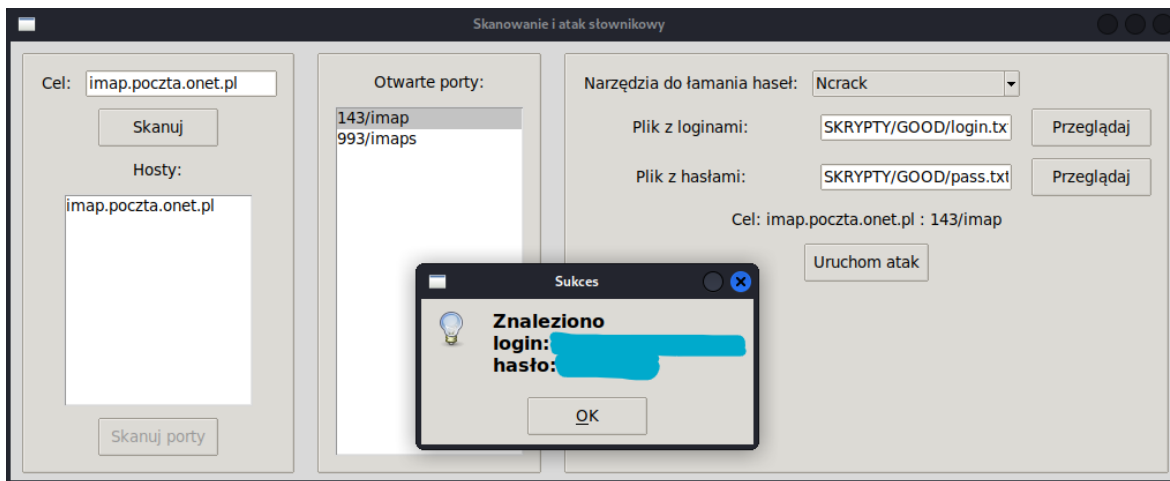 Skanowanie i atak słownikowy
Cel: imap.poczta.onet.pl
Skanuj
Hosty:
imap.poczta.onet.pl
Skanuj porty
Otwarte porty:
143/imap
993/imaps
Narzędzia do łamania haseł: Ncrack
Plik z loginami: SKRYPTY/GOOD/login.tx Przeglądaj
Plik z hasłami: SKRYPTY/GOOD/pass.txt Przeglądaj
Cel: imap.poczta.onet.pl : 143/imap
Uruchom atak
Sukces
Znaleziono
login:
hasło:
OK